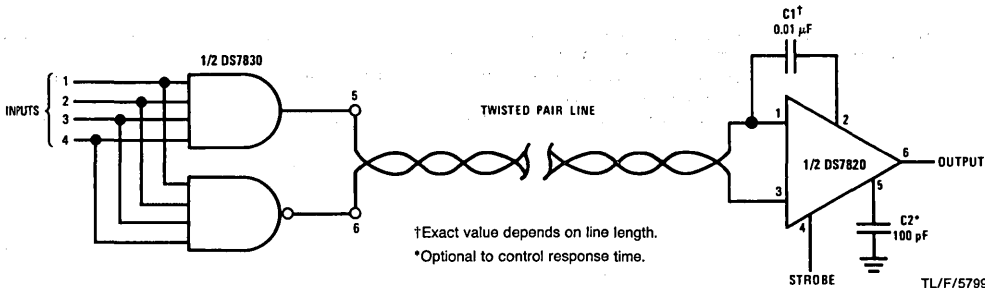 C1†
0.01 μF
1/2 DS7830
INPUTS
1
2
3
4
5
6
TWISTED PAIR LINE
1
2
3
4
5
6
1/2 DS7820
OUTPUT
C2*
100 pF
STROBE
†Exact value depends on line length.
*Optional to control response time.
TL/F/5799